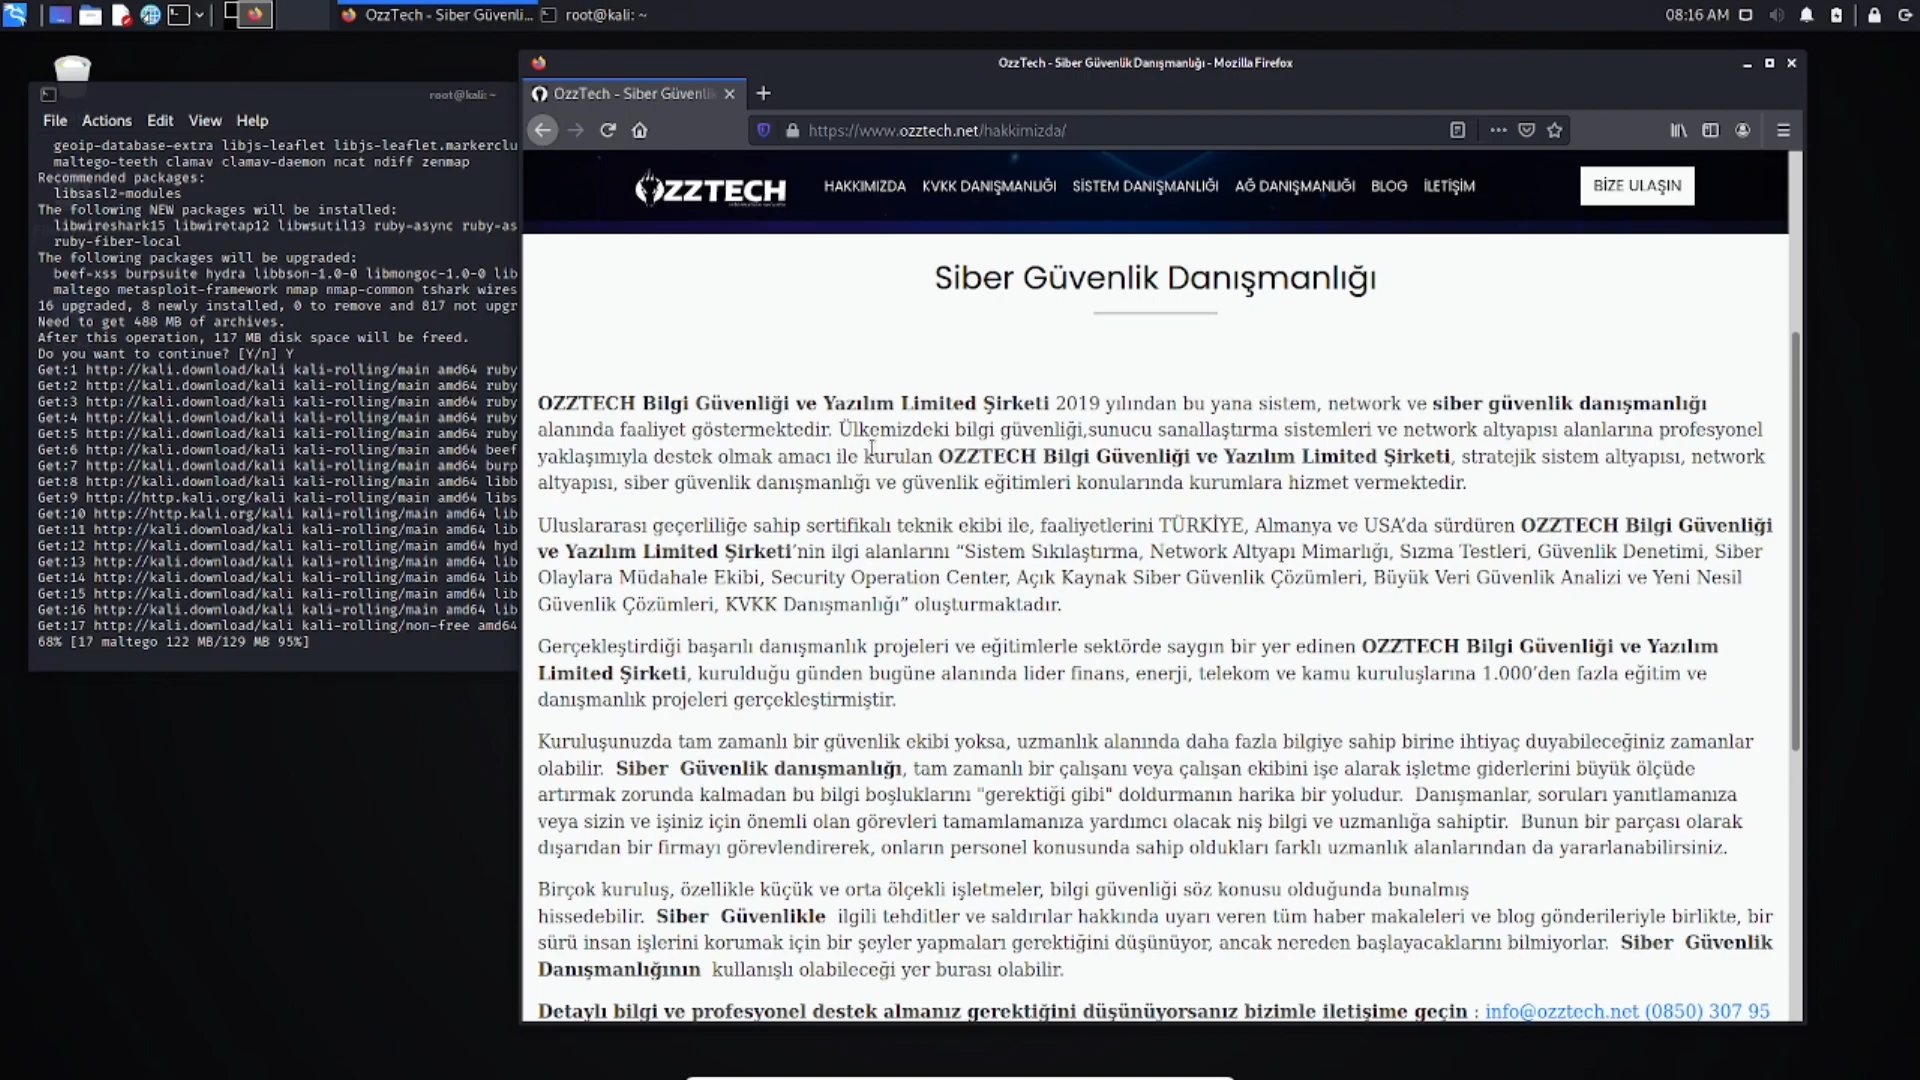 OzzTech - Siber Güvenli...
root@kali: ~
08:16 AM
root@kali: ~
File Actions Edit View Help
geoip-database-extra libjs-leaflet libjs-leaflet.markerclu
maltego-teeth clamav clamav-daemon ncat ndiff zenmap
Recommended packages:
libsasl2-modules
The following NEW packages will be installed:
libwireshark15 libwiretap12 libwsutil13 ruby-async ruby-as
ruby-fiber-local
The following packages will be upgraded:
beef-xss burpsuite hydra libbson-1.0-0 libmongoc-1.0-0 lib
maltego metasploit-framework nmap nmap-common tshark wires
16 upgraded, 8 newly installed, 0 to remove and 817 not upgr
Need to get 488 MB of archives.
After this operation, 117 MB disk space will be freed.
Do you want to continue? [Y/n] Y
Get:1 http://kali.download/kali kali-rolling/main amd64 ruby
Get:2 http://kali.download/kali kali-rolling/main amd64 ruby
Get:3 http://kali.download/kali kali-rolling/main amd64 ruby
Get:4 http://kali.download/kali kali-rolling/main amd64 ruby
Get:5 http://kali.download/kali kali-rolling/main amd64 ruby
Get:6 http://kali.download/kali kali-rolling/main amd64 beef
Get:7 http://kali.download/kali kali-rolling/main amd64 burp
Get:8 http://kali.download/kali kali-rolling/main amd64 libb
Get:9 http://http.kali.org/kali kali-rolling/main amd64 libs
Get:10 http://http.kali.org/kali kali-rolling/main amd64 lib
Get:11 http://kali.download/kali kali-rolling/main amd64 lib
Get:12 http://kali.download/kali kali-rolling/main amd64 hyd
Get:13 http://kali.download/kali kali-rolling/main amd64 lib
Get:14 http://kali.download/kali kali-rolling/main amd64 lib
Get:15 http://kali.download/kali kali-rolling/main amd64 lib
Get:16 http://kali.download/kali kali-rolling/main amd64 lib
Get:17 http://kali.download/kali kali-rolling/non-free amd64
68% [17 maltego 122 MB/129 MB 95%]
OzzTech - Siber Güvenlik Danışmanlığı - Mozilla Firefox
OzzTech - Siber Güvenli
https://www.ozztech.net/hakkimizda/
OZZTECH
HAKKIMIZDA KVKK DANIŞMANLIĞI SİSTEM DANIŞMANLIĞI AĞ DANIŞMANLIĞI BLOG İLETİŞİM
BİZE ULAŞIN
Siber Güvenlik Danışmanlığı
OZZTECH Bilgi Güvenliği ve Yazılım Limited Şirketi 2019 yılından bu yana sistem, network ve siber güvenlik danışmanlığı
alanında faaliyet göstermektedir. Ülkemizdeki bilgi güvenliği,sunucu sanallaştırma sistemleri ve network altyapısı alanlarına profesyonel
yaklaşımıyla destek olmak amacı ile kurulan OZZTECH Bilgi Güvenliği ve Yazılım Limited Şirketi, stratejik sistem altyapısı, network
altyapısı, siber güvenlik danışmanlığı ve güvenlik eğitimleri konularında kurumlara hizmet vermektedir.
Uluslararası geçerliliğe sahip sertifikalı teknik ekibi ile, faaliyetlerini TÜRKİYE, Almanya ve USA’da sürdüren OZZTECH Bilgi Güvenliği
ve Yazılım Limited Şirketi’nin ilgi alanlarını “Sistem Sıkılaştırma, Network Altyapı Mimarlığı, Sızma Testleri, Güvenlik Denetimi, Siber
Olaylara Müdahale Ekibi, Security Operation Center, Açık Kaynak Siber Güvenlik Çözümleri, Büyük Veri Güvenlik Analizi ve Yeni Nesil
Güvenlik Çözümleri, KVKK Danışmanlığı” oluşturmaktadır.
Gerçekleştirdiği başarılı danışmanlık projeleri ve eğitimlerle sektörde saygın bir yer edinen OZZTECH Bilgi Güvenliği ve Yazılım
Limited Şirketi, kurulduğu günden bugüne alanında lider finans, enerji, telekom ve kamu kuruluşlarına 1.000’den fazla eğitim ve
danışmanlık projeleri gerçekleştirmiştir.
Kuruluşunuzda tam zamanlı bir güvenlik ekibi yoksa, uzmanlık alanında daha fazla bilgiye sahip birine ihtiyaç duyabileceğiniz zamanlar
olabilir. Siber Güvenlik danışmanlığı, tam zamanlı bir çalışanı veya çalışan ekibini işe alarak işletme giderlerini büyük ölçüde
artırmak zorunda kalmadan bu bilgi boşluklarını "gerektiği gibi" doldurmanın harika bir yoludur. Danışmanlar, soruları yanıtlamanıza
veya sizin ve işiniz için önemli olan görevleri tamamlamanıza yardımcı olacak niş bilgi ve uzmanlığa sahiptir. Bunun bir parçası olarak
dışarıdan bir firmayı görevlendirerek, onların personel konusunda sahip oldukları farklı uzmanlık alanlarından da yararlanabilirsiniz.
Birçok kuruluş, özellikle küçük ve orta ölçekli işletmeler, bilgi güvenliği söz konusu olduğunda bunalmış
hissedebilir. Siber Güvenlikle ilgili tehditler ve saldırılar hakkında uyarı veren tüm haber makaleleri ve blog gönderileriyle birlikte, bir
sürü insan işlerini korumak için bir şeyler yapmaları gerektiğini düşünüyor, ancak nereden başlayacaklarını bilmiyorlar. Siber Güvenlik
Danışmanlığının kullanışlı olabileceği yer burası olabilir.
Detaylı bilgi ve profesyonel destek almanız gerektiğini düşünüyorsanız bizimle iletişime geçin : info@ozztech.net (0850) 307 95